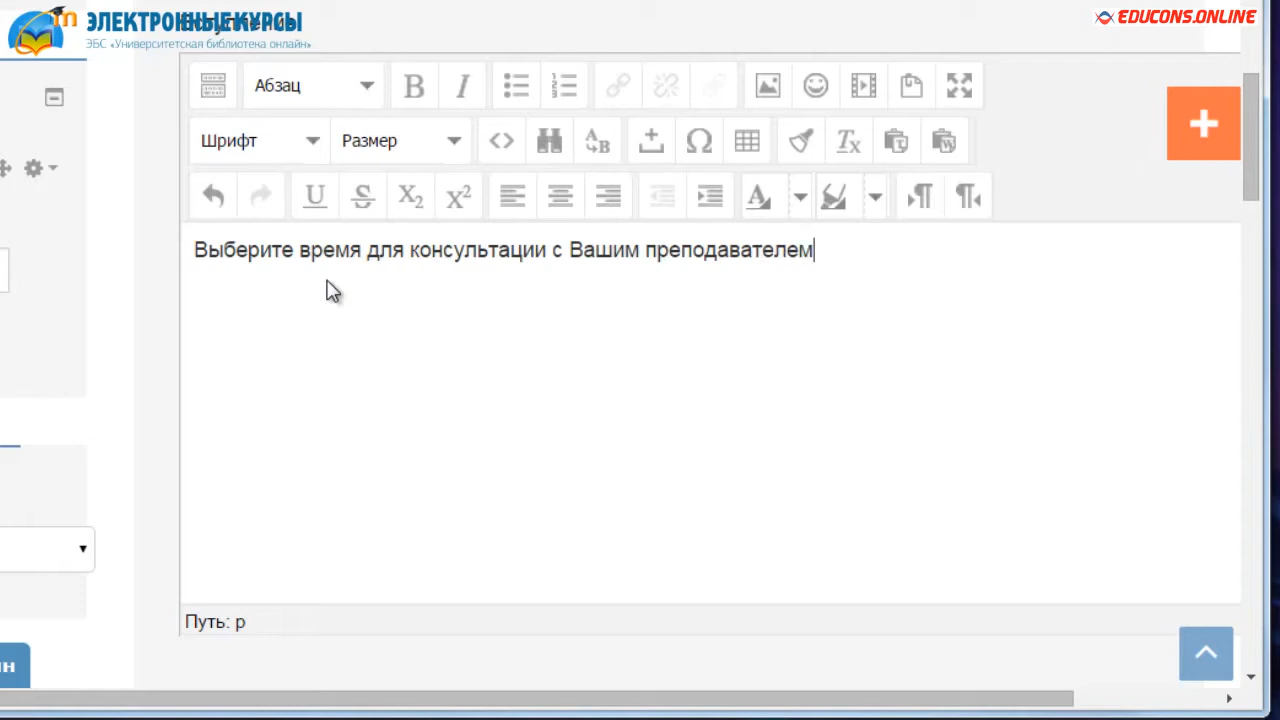 ЭЛЕКТРОННЫЕ КУРСЫ
ЭБС «Университетская библиотека онлайн»
EDUCONS.ONLINE
Абзац
Шрифт
Размер
Выберите время для консультации с Вашим преподавателем
Путь: p